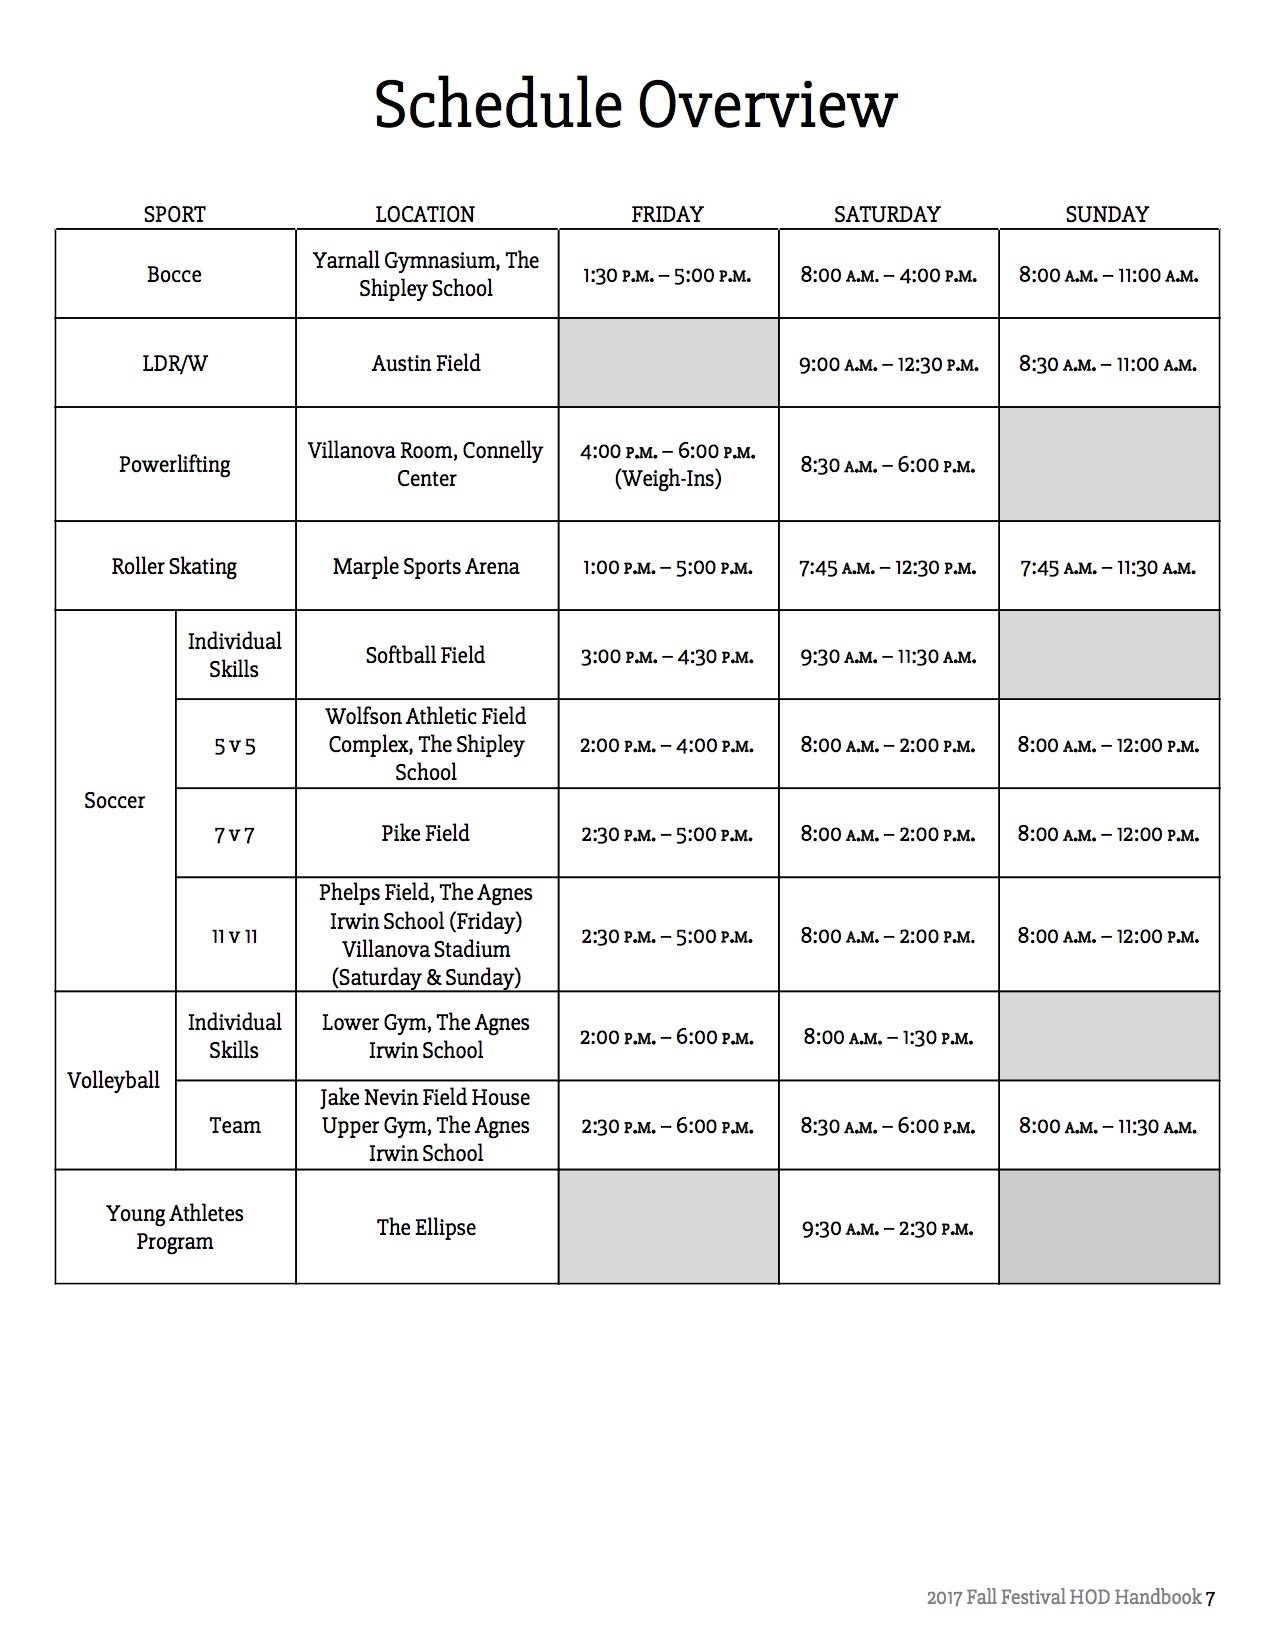 Schedule Overview
SPORT LOCATION FRIDAY SATURDAY SUNDAY
Bocce
Yarnall Gymnasium, The
Shipley School
1:30 P.M. – 5:00 P.M.
8:00 A.M. – 4:00 P.M.
8:00 A.M. – 11:00 A.M.
LDR/W
Austin Field
9:00 A.M. – 12:30 P.M.
8:30 A.M. – 11:00 A.M.
Powerlifting
Villanova Room, Connelly
Center
4:00 P.M. – 6:00 P.M.
(Weigh-Ins)
8:30 A.M. – 6:00 P.M.
Roller Skating
Marple Sports Arena
1:00 P.M. – 5:00 P.M.
7:45 A.M. – 12:30 P.M.
7:45 A.M. – 11:30 A.M.
Soccer
Individual
Skills
Softball Field
3:00 P.M. – 4:30 P.M.
9:30 A.M. – 11:30 A.M.
5 v 5
Wolfson Athletic Field
Complex, The Shipley
School
2:00 P.M. – 4:00 P.M.
8:00 A.M. – 2:00 P.M.
8:00 A.M. – 12:00 P.M.
7 v 7
Pike Field
2:30 P.M. – 5:00 P.M.
8:00 A.M. – 2:00 P.M.
8:00 A.M. – 12:00 P.M.
11 v 11
Phelps Field, The Agnes
Irwin School (Friday)
Villanova Stadium
(Saturday & Sunday)
2:30 P.M. – 5:00 P.M.
8:00 A.M. – 2:00 P.M.
8:00 A.M. – 12:00 P.M.
Volleyball
Individual
Skills
Lower Gym, The Agnes
Irwin School
2:00 P.M. – 6:00 P.M.
8:00 A.M. – 1:30 P.M.
Team
Jake Nevin Field House
Upper Gym, The Agnes
Irwin School
2:30 P.M. – 6:00 P.M.
8:30 A.M. – 6:00 P.M.
8:00 A.M. – 11:30 A.M.
Young Athletes
Program
The Ellipse
9:30 A.M. – 2:30 P.M.
2017 Fall Festival HOD Handbook 7